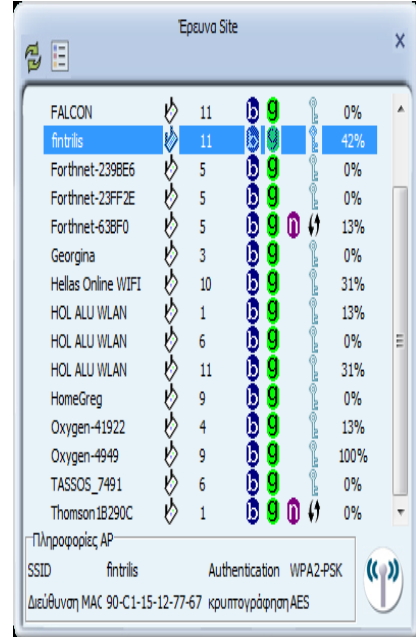 Έρευνα Site
FALCON 11 b g 0%
fintrilis 11 b g 42%
Forthnet-239BE6 5 b g 0%
Forthnet-23FF2E 5 b g 0%
Forthnet-63BF0 5 b g n 13%
Georgina 3 b g 0%
Hellas Online WIFI 10 b g 31%
HOL ALU WLAN 1 b g 13%
HOL ALU WLAN 6 b g 0%
HOL ALU WLAN 11 b g 31%
HomeGreg 9 b g 0%
Oxygen-41922 4 b g 13%
Oxygen-4949 9 b g 100%
TASSOS_7491 6 b g 0%
Thomson1B290C 1 b g n 0%
Πληροφορίες AP
SSID fintrilis Authentication WPA2-PSK
Διεύθυνση MAC 90-C1-15-12-77-67 κρυπτογράφηση AES